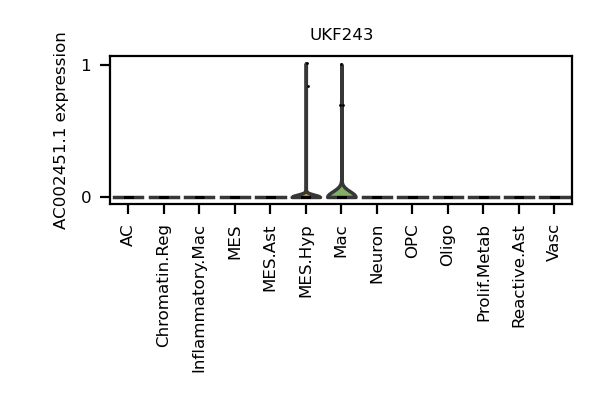 UKF243
AC002451.1 expression
1
0
AC
Chromatin.Reg
Inflammatory.Mac
MES
MES.Ast
MES.Hyp
Mac
Neuron
OPC
Oligo
Prolif.Metab
Reactive.Ast
Vasc